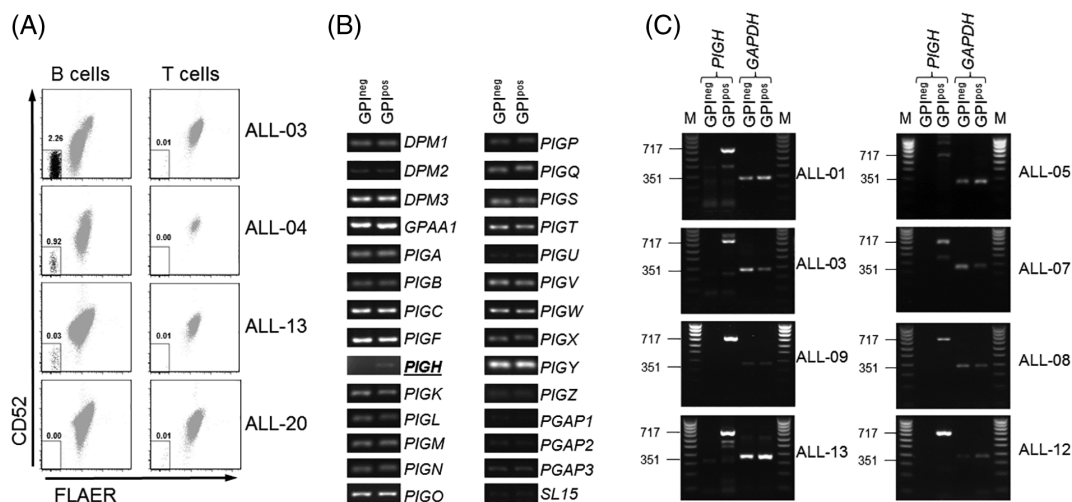 (A)
B cells
T cells
2.26
0.01
ALL-03
0.92
0.00
ALL-04
0.03
0.01
ALL-13
0.00
0.01
ALL-20
CD52
FLAER
(B)
GPIneg
GPIpos
GPIneg
GPIpos
DPM1
DPM2
DPM3
GPAA1
PIGA
PIGB
PIGC
PIGF
PIGH
PIGK
PIGL
PIGM
PIGN
PIGO
PIGP
PIGQ
PIGS
PIGT
PIGU
PIGV
PIGW
PIGX
PIGY
PIGZ
PGAP1
PGAP2
PGAP3
SL15
(C)
PIGH
GAPDH
M
GPIneg
GPIpos
GPIneg
GPIpos
M
717
351
ALL-01
717
351
ALL-03
717
351
ALL-09
717
351
ALL-13
PIGH
GAPDH
M
GPIneg
GPIpos
GPIneg
GPIpos
M
717
351
ALL-05
717
351
ALL-07
717
351
ALL-08
717
351
ALL-12